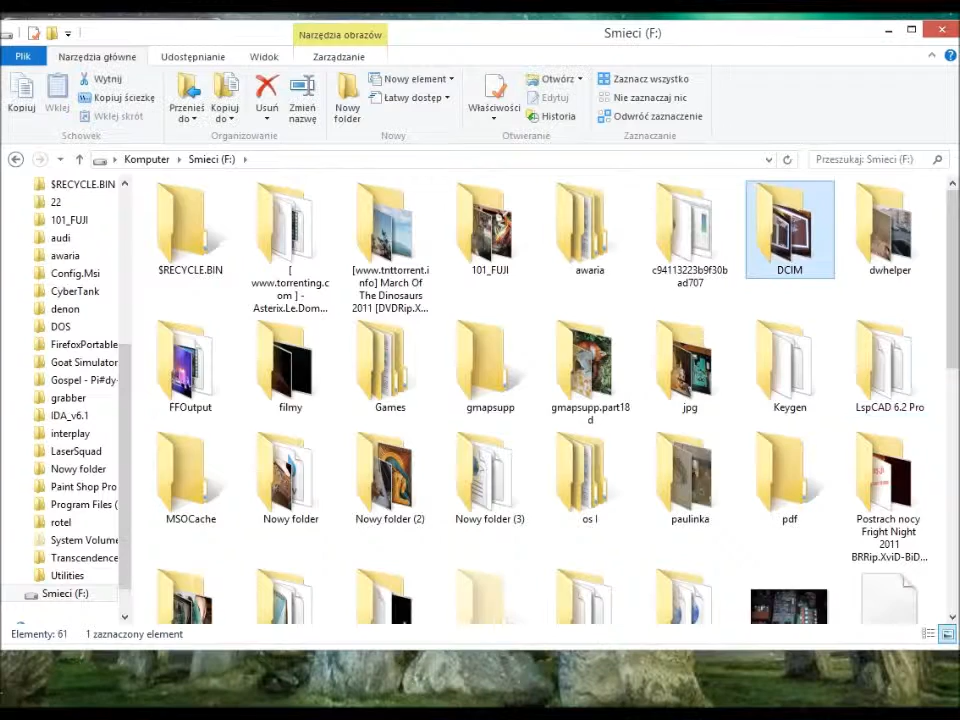 Narzędzia obrazów
Smieci (F:)
Plik
Narzędzia główne
Udostępnianie
Widok
Zarządzanie
Kopiuj
Wklej
Wytnij
Kopiuj ścieżkę
Wklej skrót
Schowek
Przenieś
do
Kopiuj
do
Usuń
Zmień
nazwę
Organizowanie
Nowy
folder
Nowy element
Łatwy dostęp
Nowy
Właściwości
Otwórz
Edytuj
Historia
Otwieranie
Zaznacz wszystko
Nie zaznaczaj nic
Odwróć zaznaczenie
Zaznaczanie
Komputer
Smieci (F:)
Przeszukaj: Smieci (F:)
$RECYCLE.BIN
22
101_FUJI
audi
awaria
Config.Msi
CyberTank
denon
DOS
FirefoxPortable
Goat Simulator
Gospel - Pi#dy-
grabber
IDA_v6.1
interplay
LaserSquad
Nowy folder
Paint Shop Pro
Program Files (
rotel
System Volume
Transcendence
Utilities
Smieci (F:)
$RECYCLE.BIN
[
www.torrenting.c
om ] -
Asterix.Le.Dom...
[www.tnttorrent.i
nfo] March Of
The Dinosaurs
2011 [DVDRip.X...
101_FUJI
awaria
c94113223b9f30b
ad707
DCIM
dwhelper
FFOutput
filmy
Games
gmapsupp
gmapsupp.part18
d
jpg
Keygen
LspCAD 6.2 Pro
MSOCache
Nowy folder
Nowy folder (2)
Nowy folder (3)
os I
paulinka
pdf
Postrach nocy
Fright Night
2011
BRRip.XviD-BiD...
Elementy: 61
1 zaznaczony element